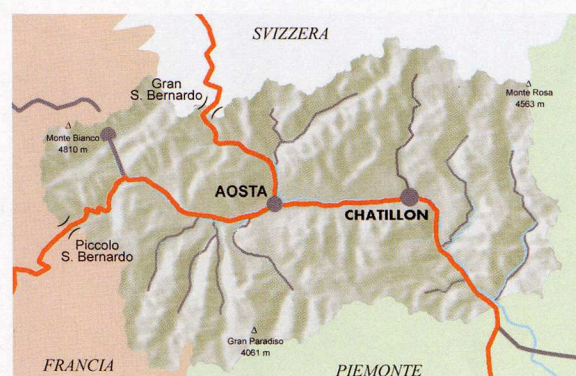 SVIZZERA
Gran
S. Bernardo
Monte Rosa
4563 m
Monte Bianco
4810 m
AOSTA
CHATILLON
Piccolo
S. Bernardo
Gran Paradiso
4061 m
FRANCIA
PIEMONTE